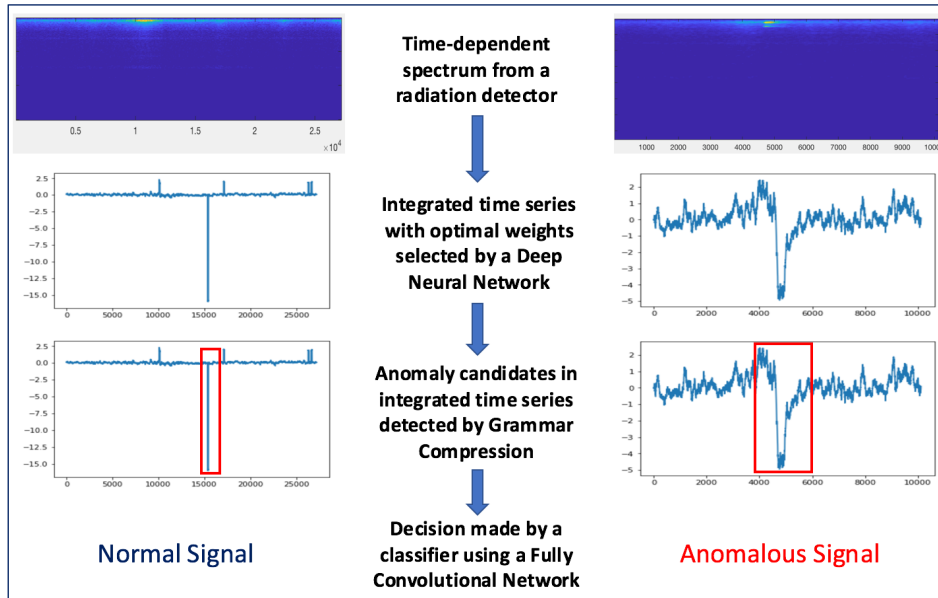 Time-dependent
spectrum from a
radiation detector
0.5 1 1.5 2 2.5
×10⁴
1000 2000 3000 4000 5000 6000 7000 8000 9000 1000
Integrated time series
with optimal weights
selected by a Deep
Neural Network
2.5
0.0
−2.5
−5.0
−7.5
−10.0
−12.5
−15.0
0 5000 10000 15000 20000 25000
2
1
0
−1
−2
−3
−4
−5
0 2000 4000 6000 8000 10000
Anomaly candidates in
integrated time series
detected by Grammar
Compression
2.5
0.0
−2.5
−5.0
−7.5
−10.0
−12.5
−15.0
0 5000 10000 15000 20000 25000
2
1
0
−1
−2
−3
−4
−5
0 2000 4000 6000 8000 10000
Decision made by a
classifier using a Fully
Convolutional Network
Normal Signal
Anomalous Signal